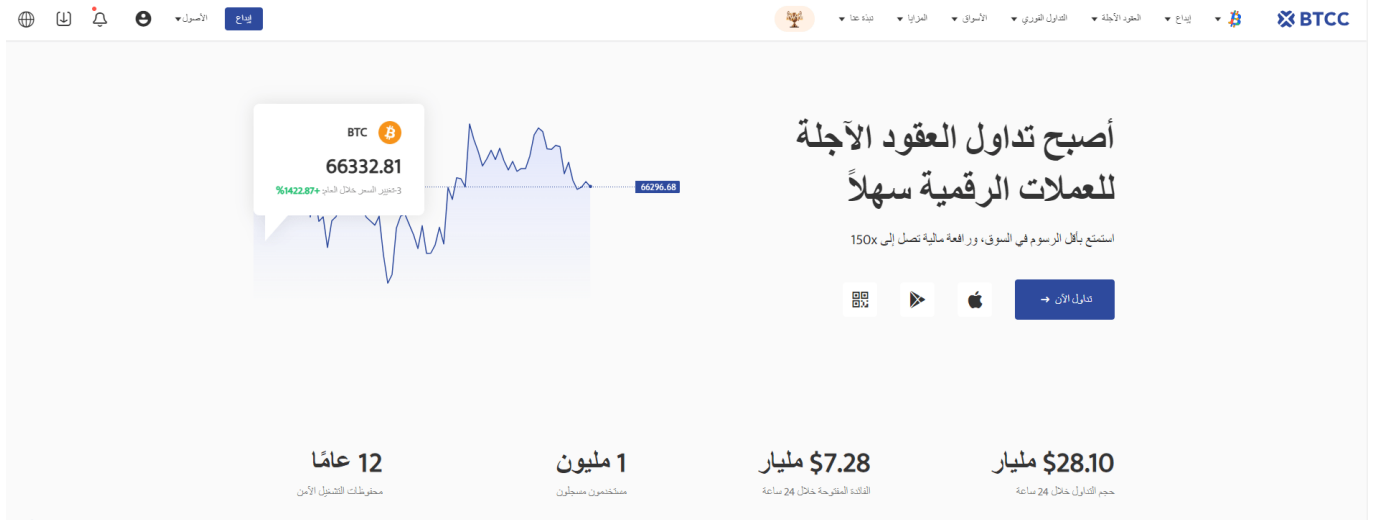 BTCC
إيداع
العقود الآجلة
التداول الفوري
الأسواق
المزايا
نبذة عنا
الأصول
إيداع
أصبح تداول العقود الآجلة
للعملات الرقمية سهلاً
استمتع بأقل الرسوم في السوق، ورافعة مالية تصل إلى 150x
تداول الآن →
BTC
66332.81
3-تغيير السعر خلال العام: +1422.87%
66296.68
$28.10 مليار
حجم التداول خلال 24 ساعة
$7.28 مليار
الفائدة المفتوحة خلال 24 ساعة
1 مليون
مستخدمون مسجلون
12 عامًا
محفوظات التشغيل الآمن